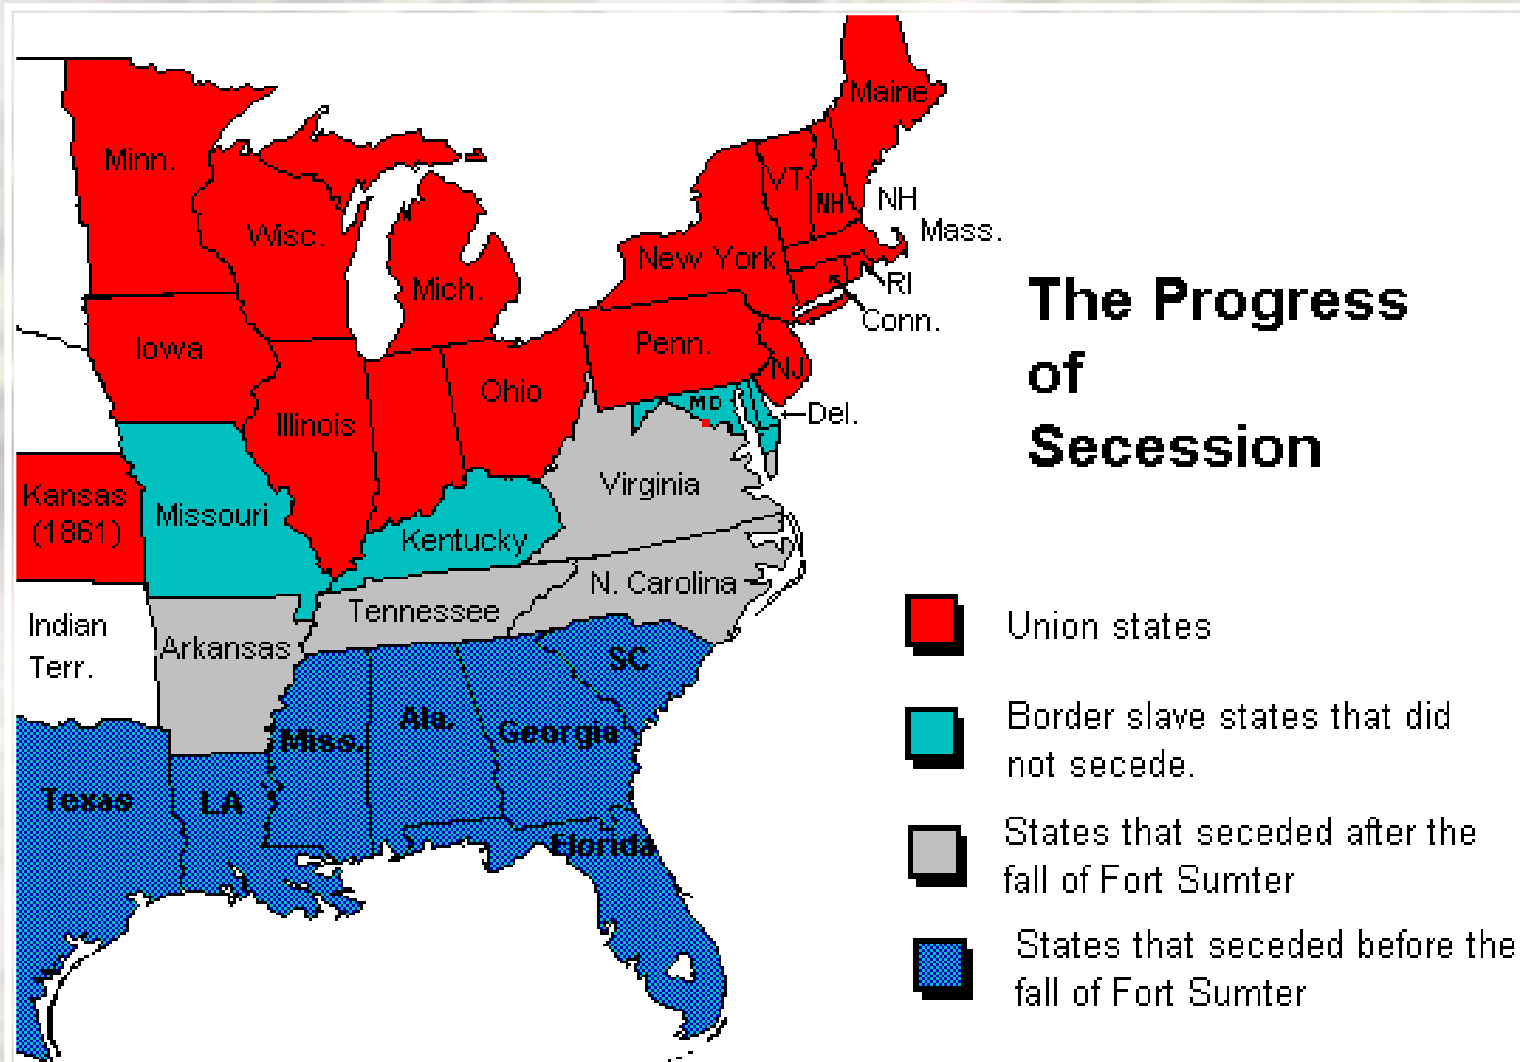 Maine
Minn.
VT
NH
NH
Mass.
Wisc.
New York
Mich.
RI
Conn.
Iowa
Penn.
NJ
Ohio
MD
Del.
Illinois
Virginia
Kansas
(1861)
Missouri
Kentucky
N. Carolina
Tennessee
Indian
Terr.
Arkansas
SC
Miss.
Ala.
Georgia
Texas
LA
Florida
The Progress
of
Secession
Union states
Border slave states that did
not secede.
States that seceded after the
fall of Fort Sumter
States that seceded before the
fall of Fort Sumter